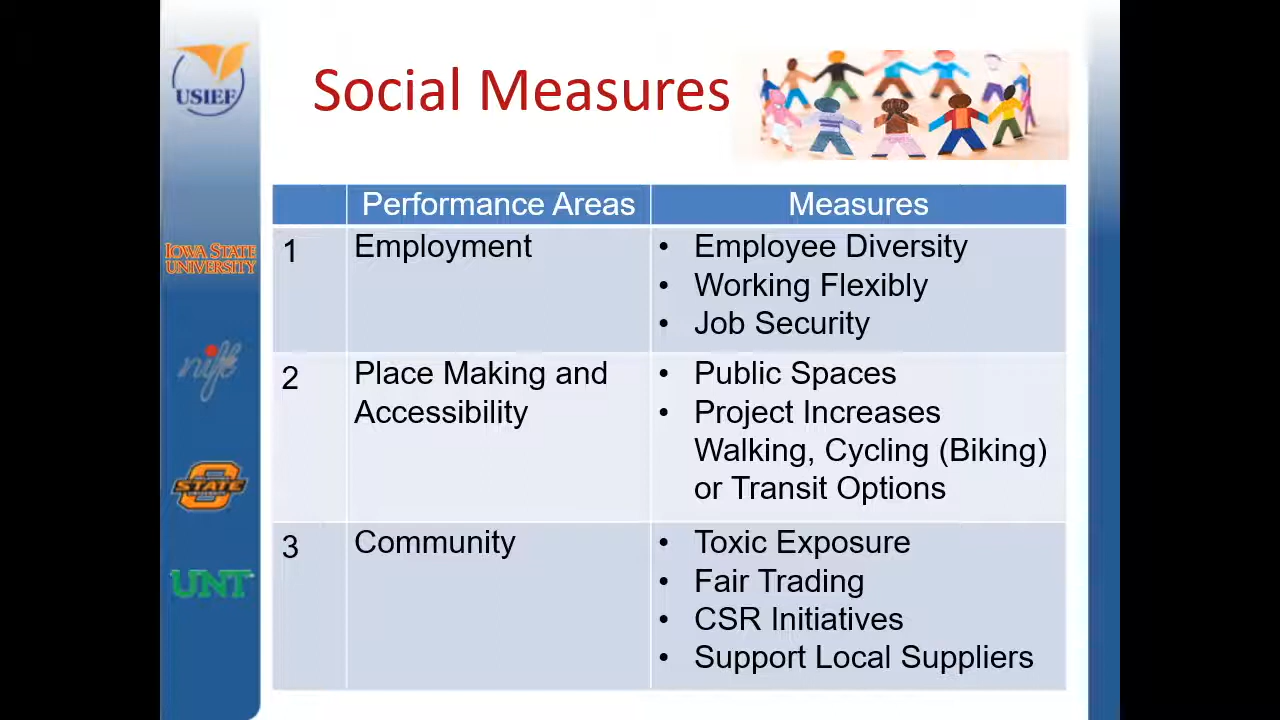 USIEF
Social Measures
Performance Areas
Measures
1
Employment
• Employee Diversity
• Working Flexibly
• Job Security
2
Place Making and
Accessibility
• Public Spaces
• Project Increases
Walking, Cycling (Biking)
or Transit Options
3
Community
• Toxic Exposure
• Fair Trading
• CSR Initiatives
• Support Local Suppliers
IOWA STATE
UNIVERSITY
nift
STATE
UNIVERSITY
UNT